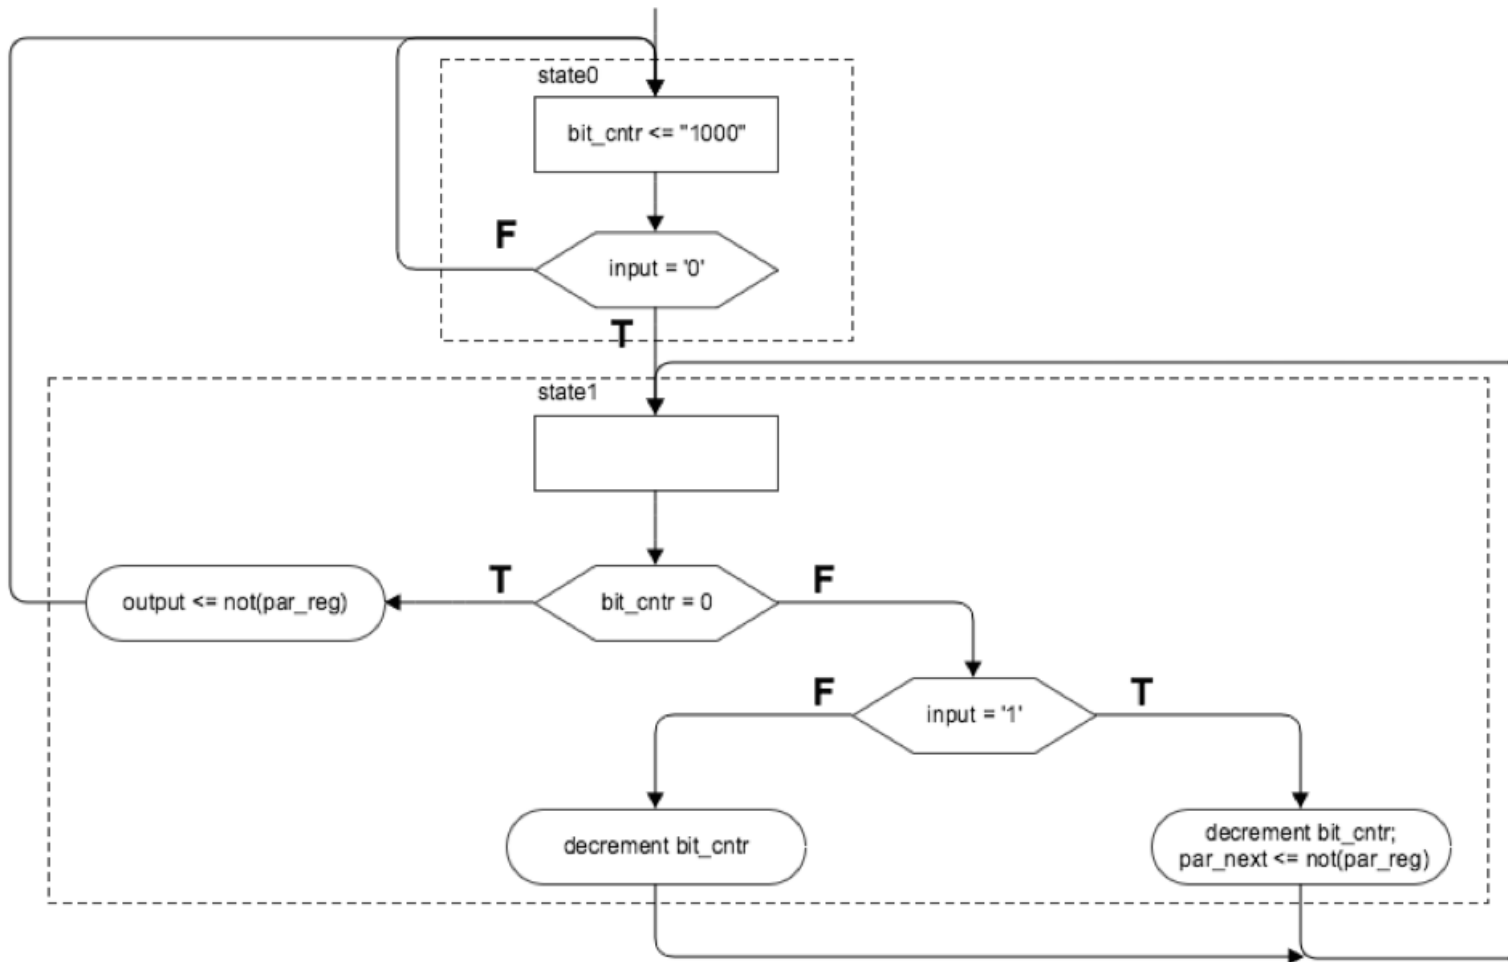 state0
bit_cntr <= "1000"
F
input = '0'
T
state1
T
F
output <= not(par_reg)
bit_cntr = 0
F
T
input = '1'
decrement bit_cntr
decrement bit_cntr;
par_next <= not(par_reg)